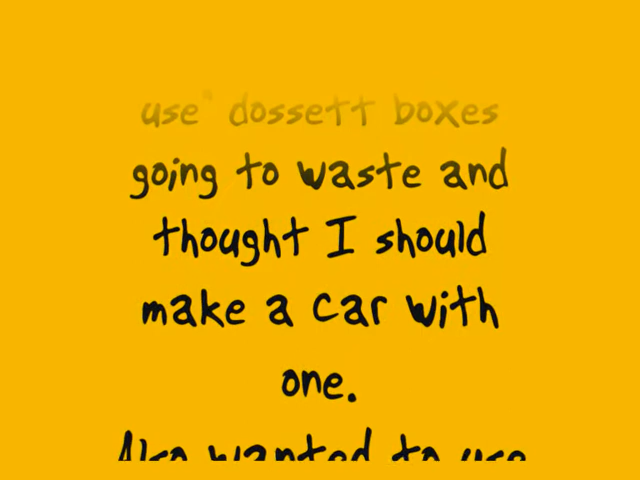 use" dossett boxes
going to waste and
thought I should
make a car with
one.
Also wanted to use